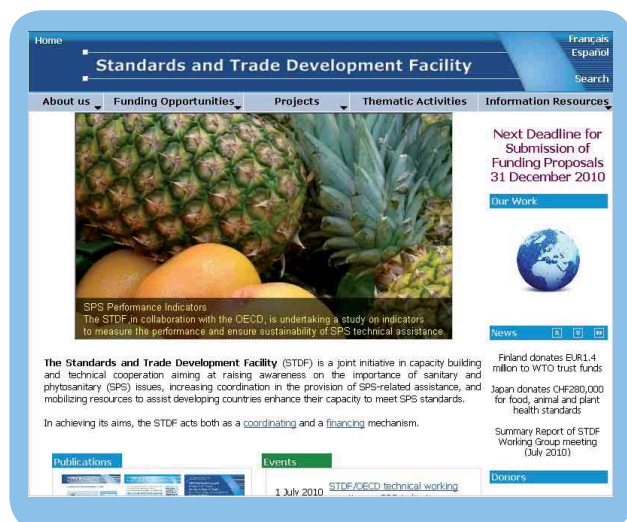 Home
Français
Español
Standards and Trade Development Facility
Search
About us
Funding Opportunities
Projects
Thematic Activities
Information Resources
SPS Performance Indicators
The STDF,in collaboration with the OECD, is undertaking a study on indicators
to measure the performance and ensure sustainability of SPS technical assistance.
Next Deadline for
Submission of
Funding Proposals
31 December 2010
Our Work
News
Finland donates EUR1.4
million to WTO trust funds
Japan donates CHF280,000
for food, animal and plant
health standards
Summary Report of STDF
Working Group meeting
(July 2010)
Donors
The Standards and Trade Development Facility (STDF) is a joint initiative in capacity building
and technical cooperation aiming at raising awareness on the importance of sanitary and
phytosanitary (SPS) issues, increasing coordination in the provision of SPS-related assistance, and
mobilizing resources to assist developing countries enhance their capacity to meet SPS standards.
In achieving its aims, the STDF acts both as a coordinating and a financing mechanism.
Publications
Events
1 July 2010
STDF/OECD technical working